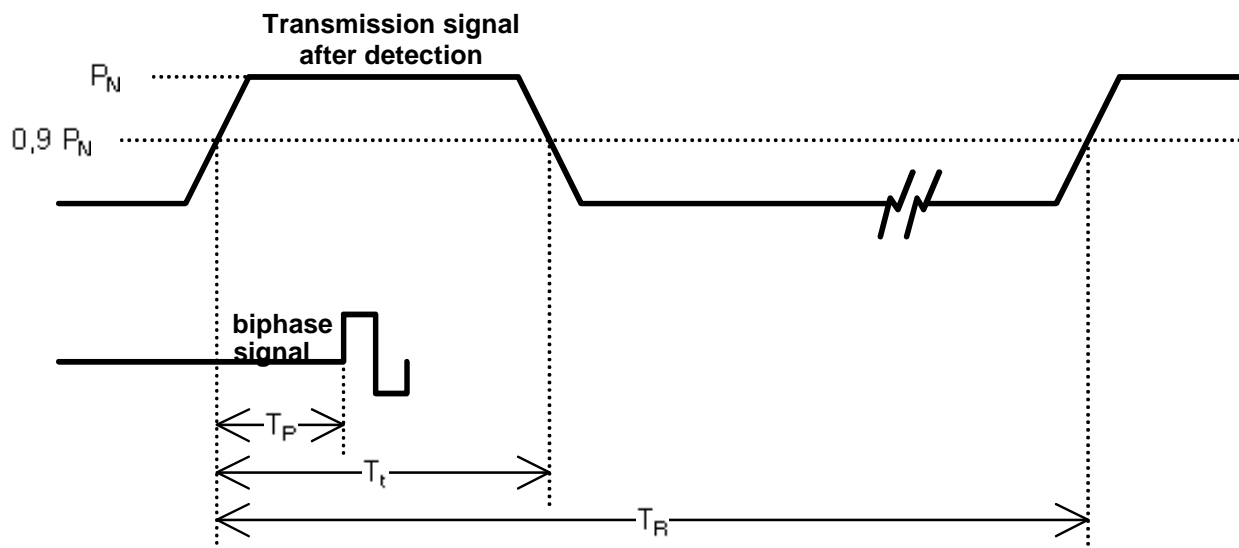 Transmission signal
after detection
P_N
0,9 P_N
biphase
signal
T_P
T_t
T_R